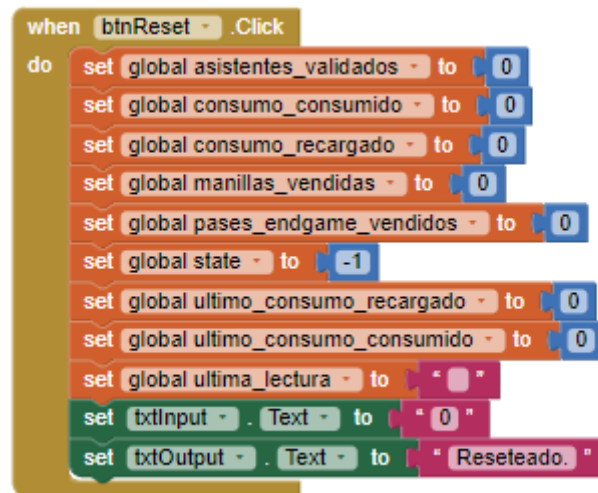 when btnReset .Click
do set global asistentes_validados to 0
set global consumo_consumido to 0
set global consumo_recargado to 0
set global manillas_vendidas to 0
set global pases_endgame_vendidos to 0
set global state to -1
set global ultimo_consumo_recargado to 0
set global ultimo_consumo_consumido to 0
set global ultima_lectura to “ ”
set txtInput . Text to “ 0 ”
set txtOutput . Text to “ Reseteado. ”